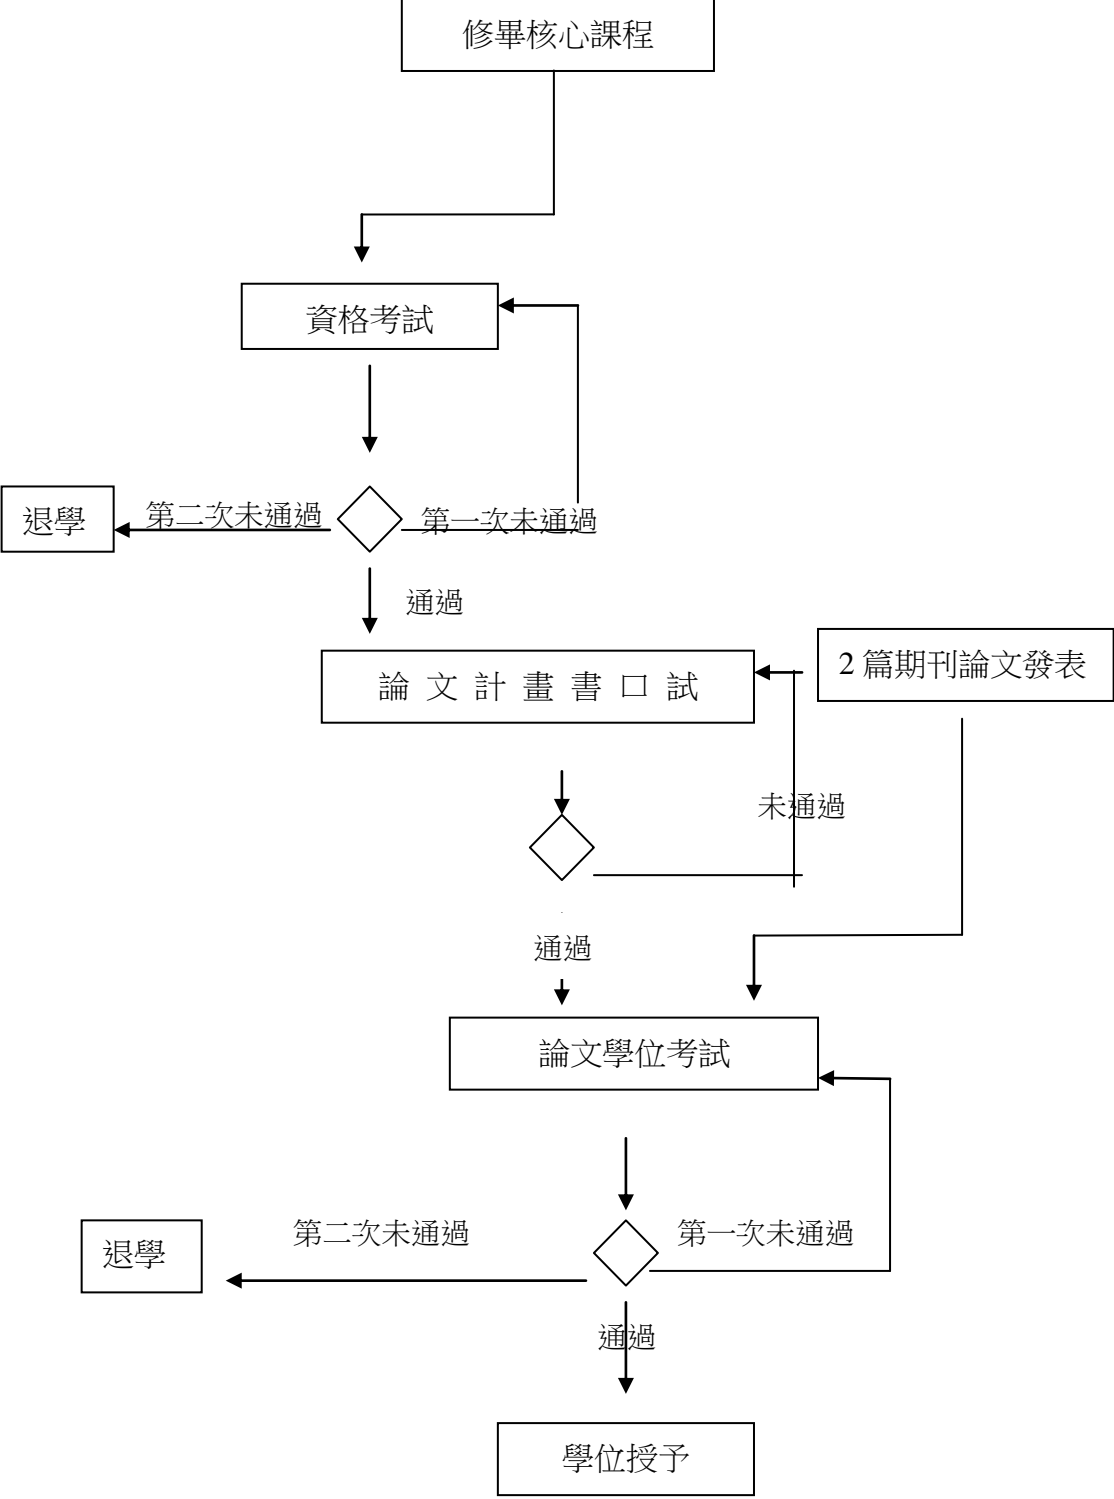 修畢核心課程
資格考試
退學
第二次未通過
第一次未通過
通過
2 篇期刊論文發表
論文計畫書口試
未通過
通過
論文學位考試
退學
第二次未通過
第一次未通過
通過
學位授予